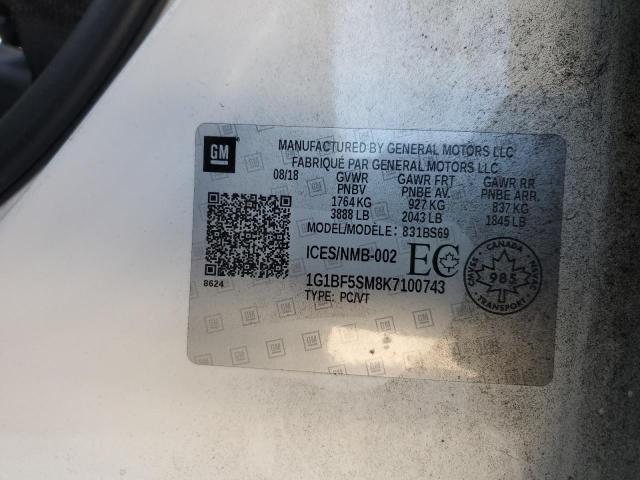 GM
MANUFACTURED BY GENERAL MOTORS LLC
FABRIQUÉ PAR GENERAL MOTORS LLC
08/18 GVWR GAWR FRT GAWR RR
PNBV PNBE AV. PNBE ARR.
1764 KG 927 KG 837 KG
3888 LB 2043 LB 1845 LB
MODEL/MODÈLE: 831BS69
ICES/NMB-002 EC
8624
1G1BF5SM8K7100743
TYPE: PC/VT
CANADA
CMVSS 985 NSVAC
TRANSPORT